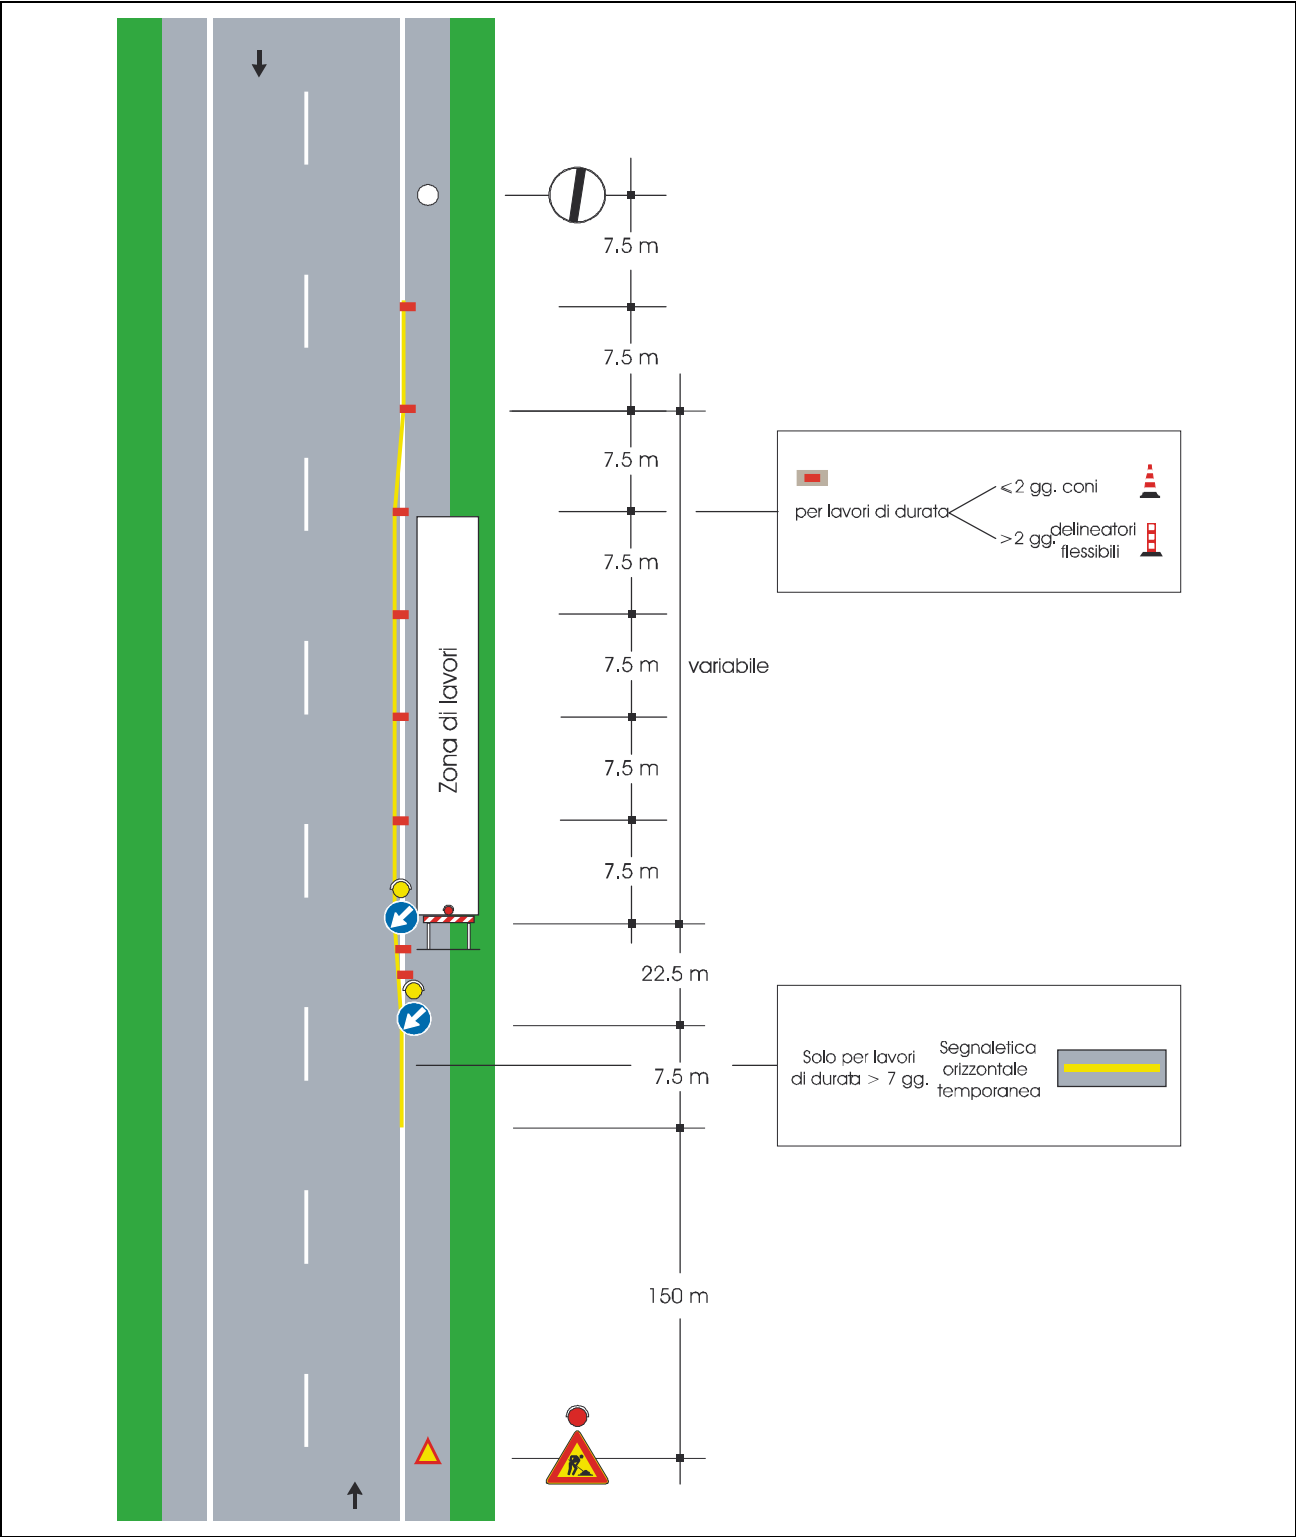 7.5 m
7.5 m
7.5 m
7.5 m
7.5 m
7.5 m
7.5 m
variabile
22.5 m
7.5 m
150 m
Zona di lavori
per lavori di durata
⩽2 gg. coni
>2 gg. delineatori
flessibili
Solo per lavori
di durata > 7 gg.
Segnaletica
orizzontale
temporanea